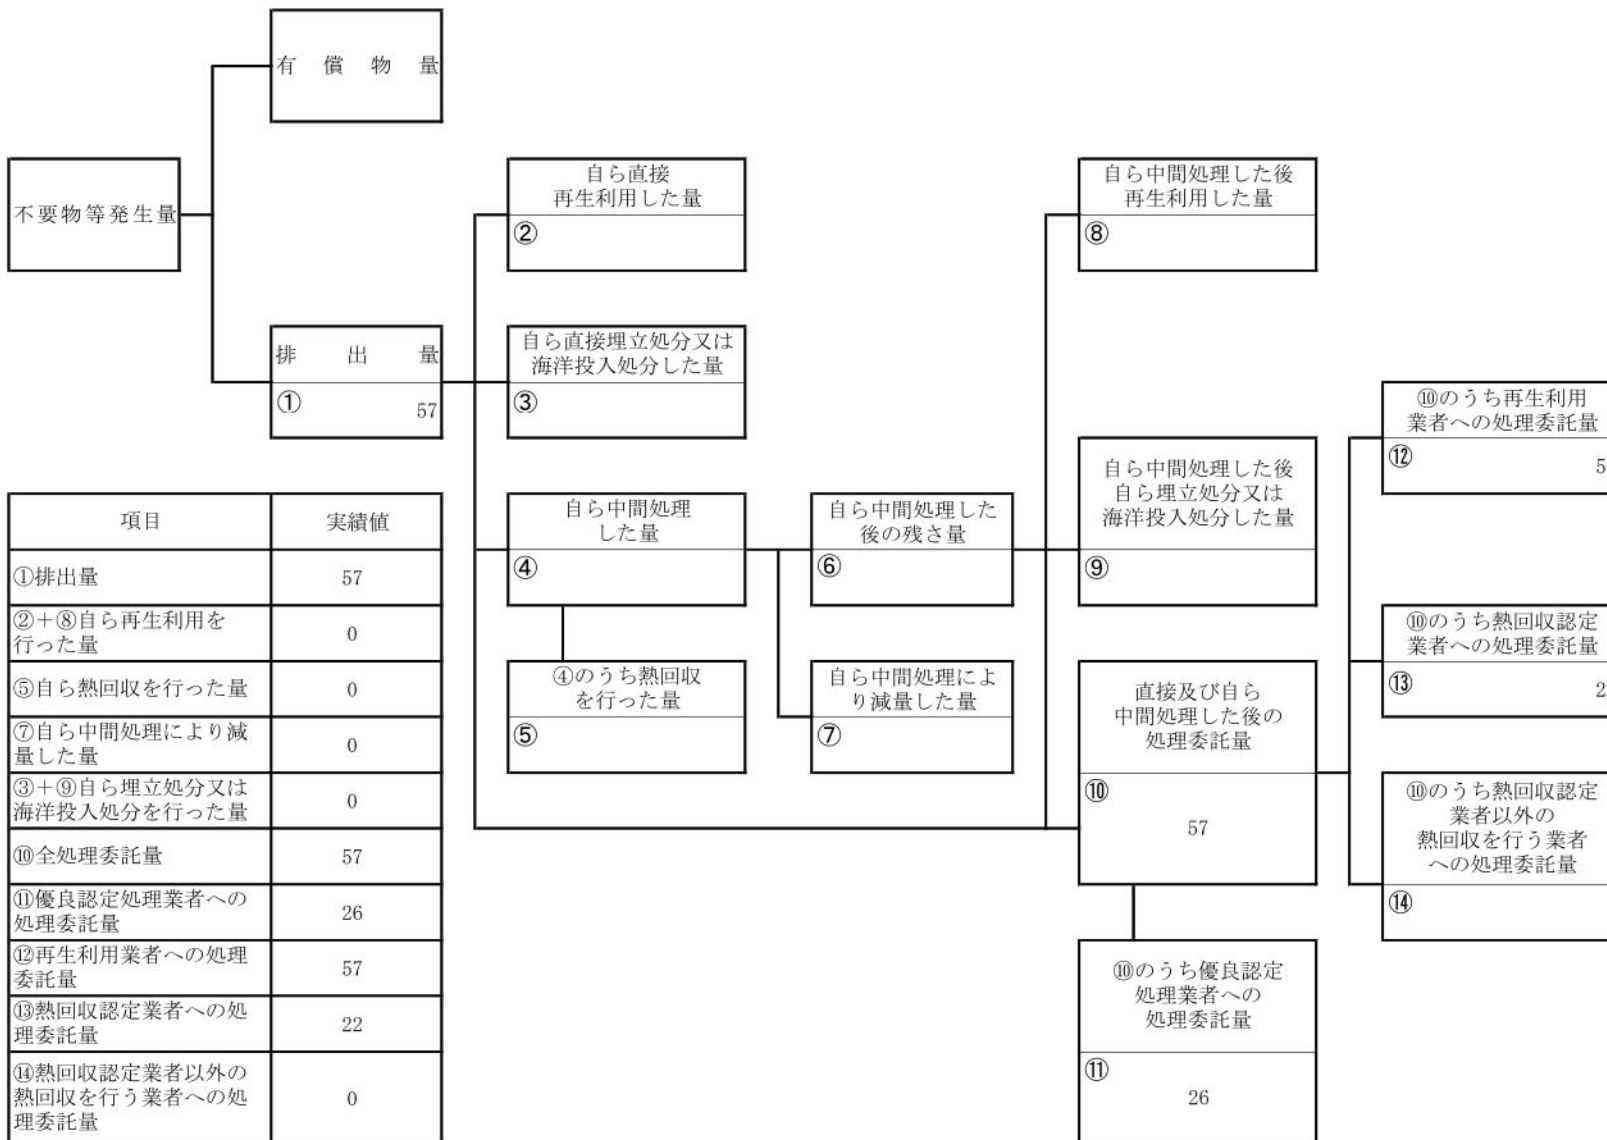 有償物量
不要物等発生量
排出量
①
57
自ら直接
再生利用した量
②
自ら直接埋立処分又は
海洋投入処分した量
③
自ら中間処理
した量
④
④のうち熱回収
を行った量
⑤
自ら中間処理した
後の残さ量
⑥
自ら中間処理によ
り減量した量
⑦
自ら中間処理した後
再生利用した量
⑧
自ら中間処理した後
自ら埋立処分又は
海洋投入処分した量
⑨
直接及び自ら
中間処理した後の
処理委託量
⑩
57
⑩のうち優良認定
処理業者への
処理委託量
⑪
26
⑩のうち再生利用
業者への処理委託量
⑫
5
⑩のうち熱回収認定
業者への処理委託量
⑬
2
⑩のうち熱回収認定
業者以外の
熱回収を行う業者
への処理委託量
⑭
項目 実績値
①排出量 57
②+⑧自ら再生利用を
行った量 0
⑤自ら熱回収を行った量 0
⑦自ら中間処理により減
量した量 0
③+⑨自ら埋立処分又は
海洋投入処分を行った量 0
⑩全処理委託量 57
⑪優良認定処理業者への
処理委託量 26
⑫再生利用業者への処理
委託量 57
⑬熱回収認定業者への処
理委託量 22
⑭熱回収認定業者以外の
熱回収を行う業者への処
理委託量 0